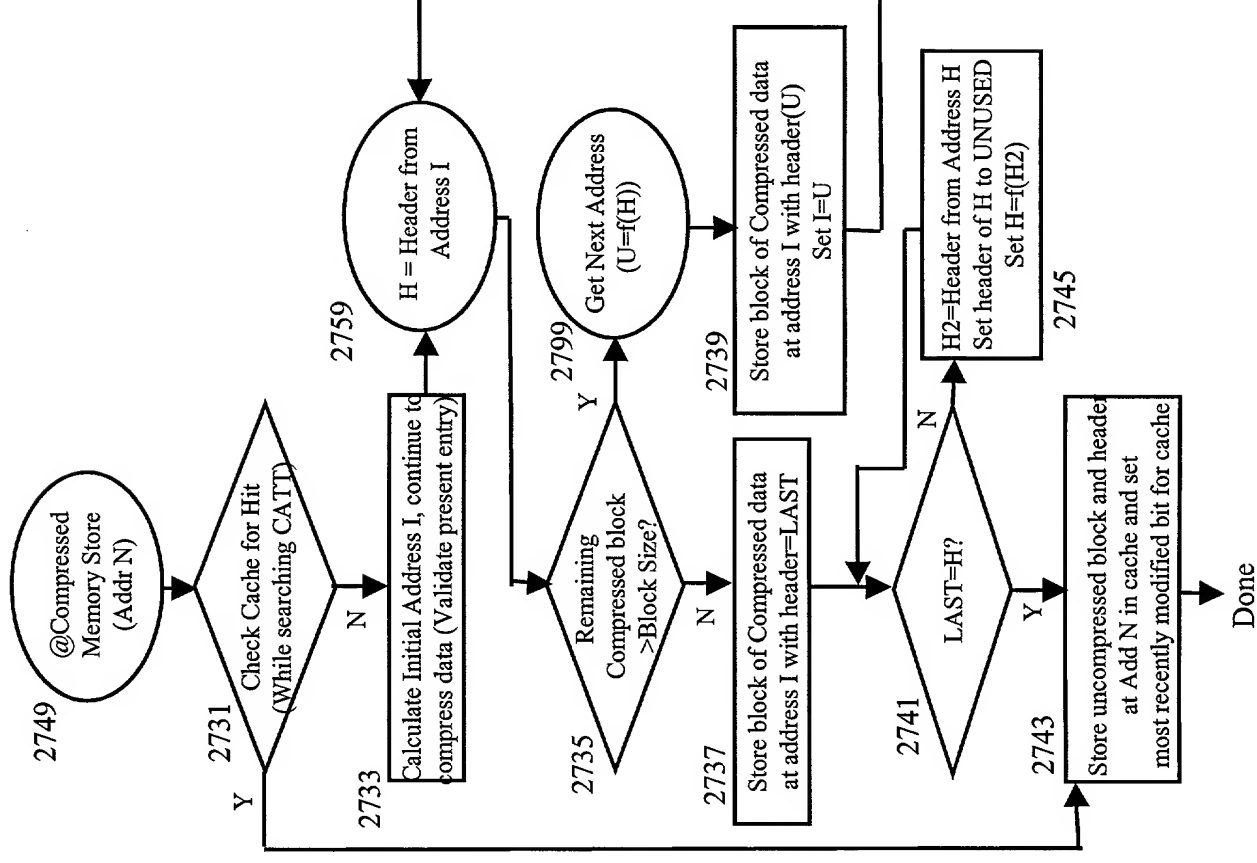 2749
@Compressed
Memory Store
(Addr N)
2731
Check Cache for Hit
(While searching CATT)
Y
N
2733
Calculate Initial Address I, continue to
compress data (Validate present entry)
2759
H = Header from
Address I
2735
Remaining
Compressed block
>Block Size?
Y
N
2799
Get Next Address
(U=f(H))
2739
Store block of Compressed data
at address I with header(U)
Set I=U
2737
Store block of Compressed data
at address I with header=LAST
2741
LAST=H?
N
Y
H2=Header from Address H
Set header of H to UNUSED
Set H=f(H2)
2745
2743
Store uncompressed block and header
at Add N in cache and set
most recently modified bit for cache
Done